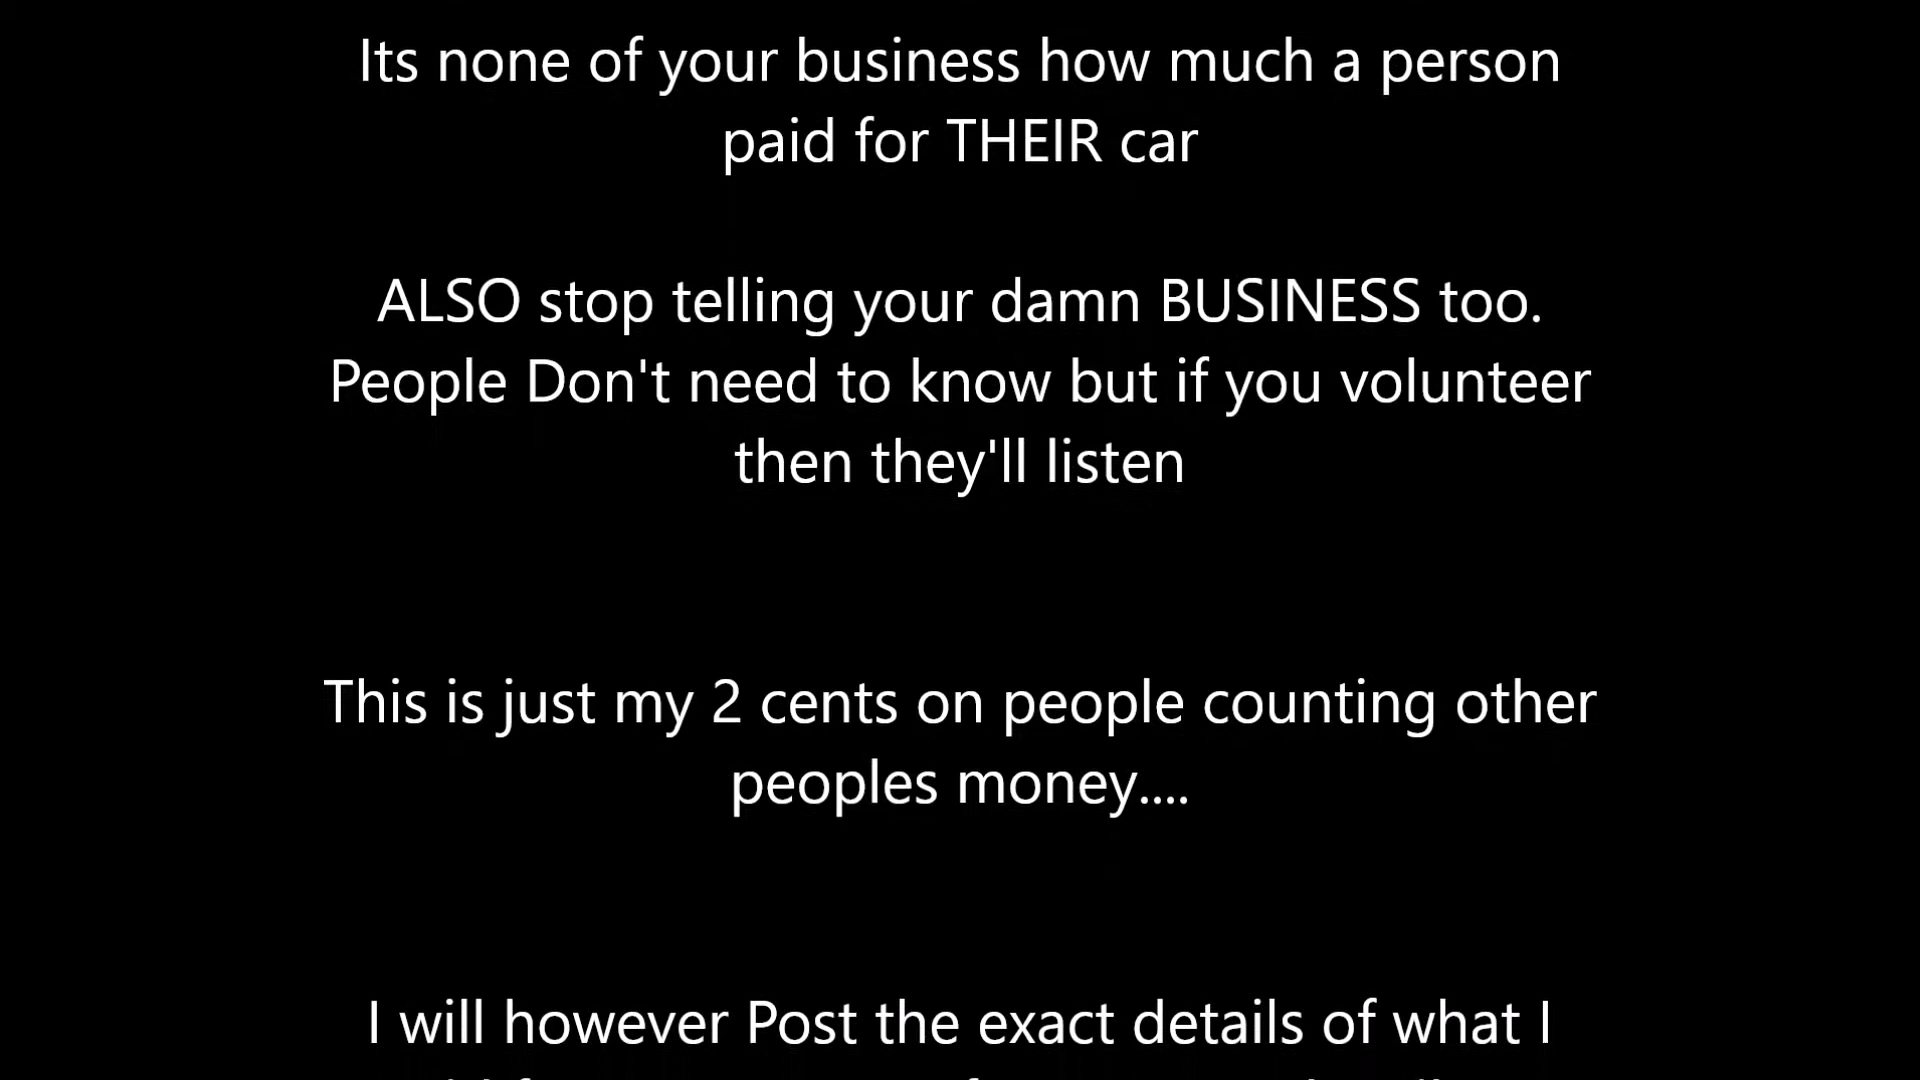 Its none of your business how much a person
paid for THEIR car
ALSO stop telling your damn BUSINESS too.
People Don't need to know but if you volunteer
then they'll listen
This is just my 2 cents on people counting other
peoples money....
I will however Post the exact details of what I